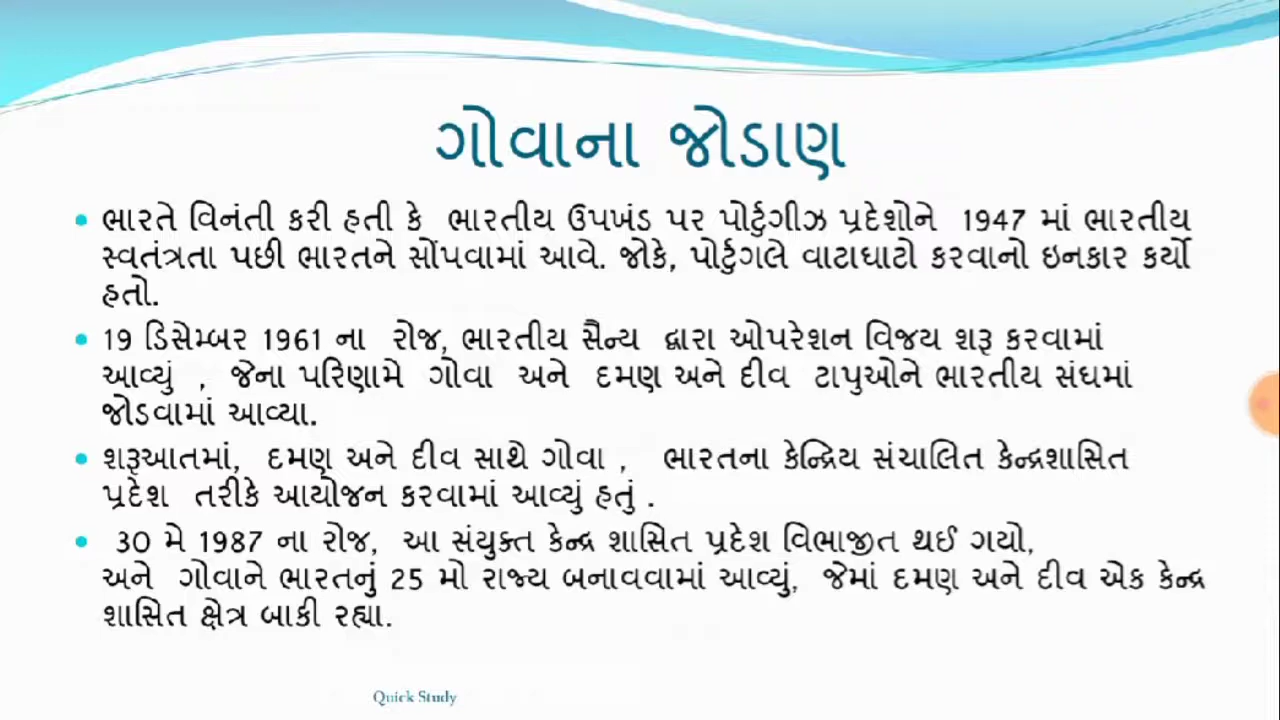 ગોવાના જોડાણ
• ભારતે વિનંતી કરી હતી કે ભારતીય ઉપખંડ પર પોર્ટુગીઝ પ્રદેશોને 1947 માં ભારતીય
સ્વતંત્રતા પછી ભારતને સોંપવામાં આવે. જોકે, પોર્ટુગલે વાટાઘાટો કરવાનો ઇનકાર કર્યો
હતો.
• 19 ડિસેમ્બર 1961 ના રોજ, ભારતીય સૈન્ય દ્વારા ઓપરેશન વિજય શરૂ કરવામાં
આવ્યું , જેના પરિણામે ગોવા અને દમણ અને દીવ ટાપુઓને ભારતીય સંઘમાં
જોડવામાં આવ્યા.
• શરૂઆતમાં, દમણ અને દીવ સાથે ગોવા , ભારતના કેન્દ્રિય સંચાલિત કેન્દ્રશાસિત
પ્રદેશ તરીકે આયોજન કરવામાં આવ્યું હતું .
• 30 મે 1987 ના રોજ, આ સંયુક્ત કેન્દ્ર શાસિત પ્રદેશ વિભાજીત થઈ ગયો,
અને ગોવાને ભારતનું 25 મો રાજ્ય બનાવવામાં આવ્યું, જેમાં દમણ અને દીવ એક કેન્દ્ર
શાસિત ક્ષેત્ર બાકી રહ્યા.
Quick Study